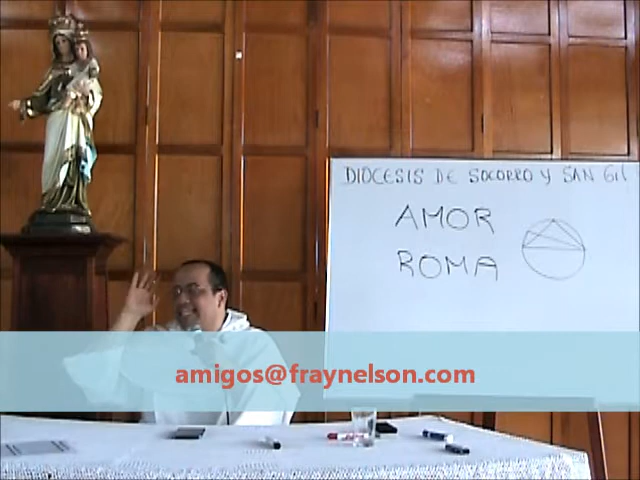 DIOCESIS DE SOCORRO Y SAN GIL
AMOR
ROMA
amigos@fraynelson.com